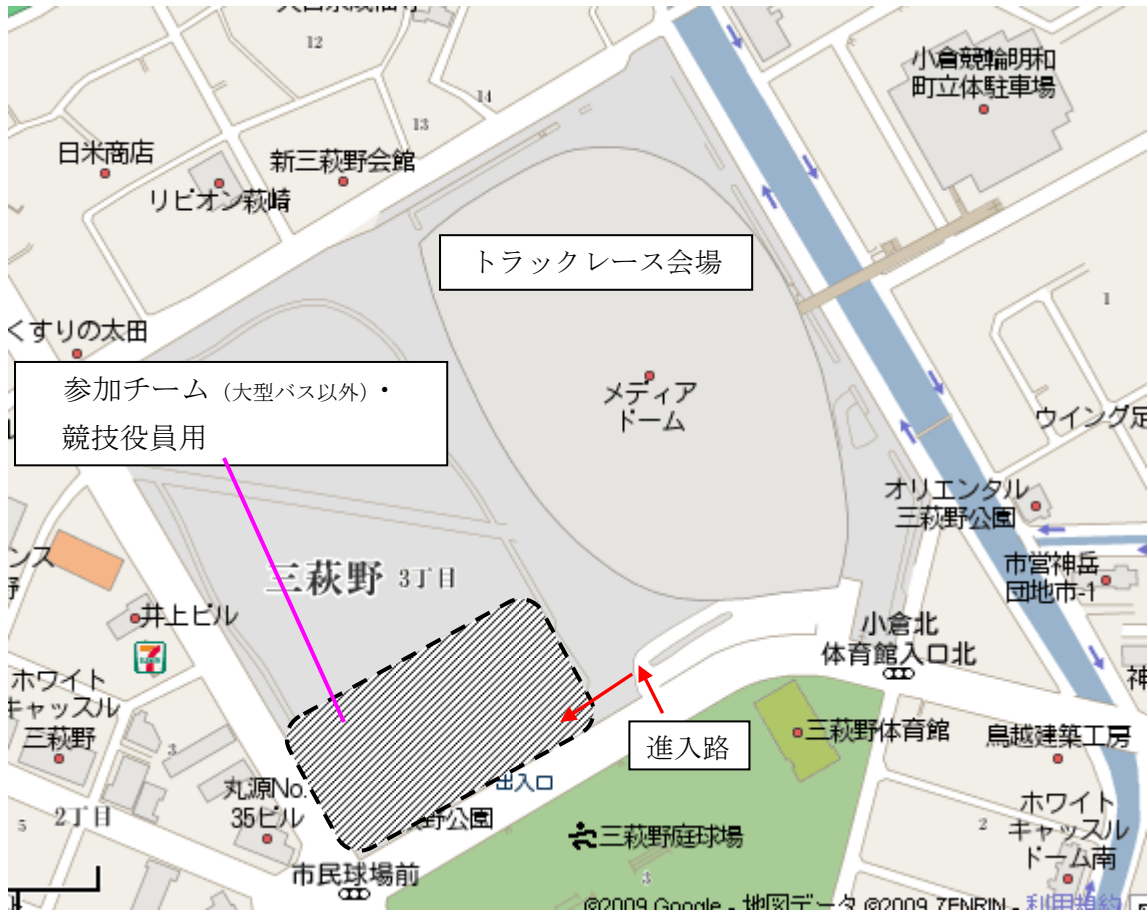 12
小倉競輪明和
町立体駐車場
14
13
日米商店
新三萩野会館
リビオン萩崎
トラックレース会場
1
くすりの太田
参加チーム（大型バス以外）・
競技役員用
メディア
ドーム
ウイング足
オリエンタル
三萩野公園
ンス
野
市営神岳
団地市-1
三萩野 3丁目
井上ビル
小倉北
体育館入口北
ホワイト
キャッスル
三萩野
神
進入路
三萩野体育館
鳥越建築工房
3
出入口
丸源No.
35ビル
野公園
5
2丁目
ホワイト
キャッスル
ドーム南
2
三萩野庭球場
市民球場前
3
©2009 Google - 地図データ ©2009 ZENRIN - 利用規約